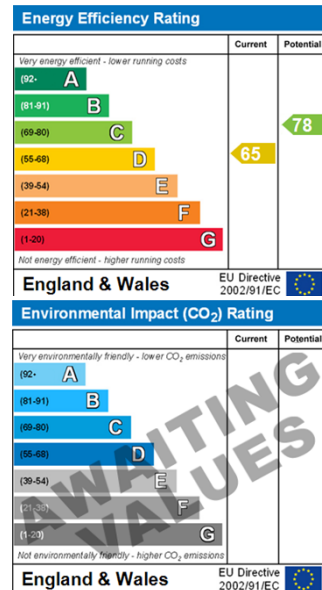 Energy Efficiency Rating
Current Potential
Very energy efficient - lower running costs
(92- A
(81-91) B
(69-80) C
(55-68) D
(39-54) E
(21-38) F
(1-20) G
65
78
Not energy efficient - higher running costs
England & Wales
EU Directive
2002/91/EC
Environmental Impact (CO₂) Rating
Current Potential
Very environmentally friendly - lower CO₂ emissions
(92- A
(81-91) B
(69-80) C
(55-68) D
(39-54) E
(21-38) F
(1-20) G
AWAITING
VALUES
Not environmentally friendly - higher CO₂ emissions
England & Wales
EU Directive
2002/91/EC